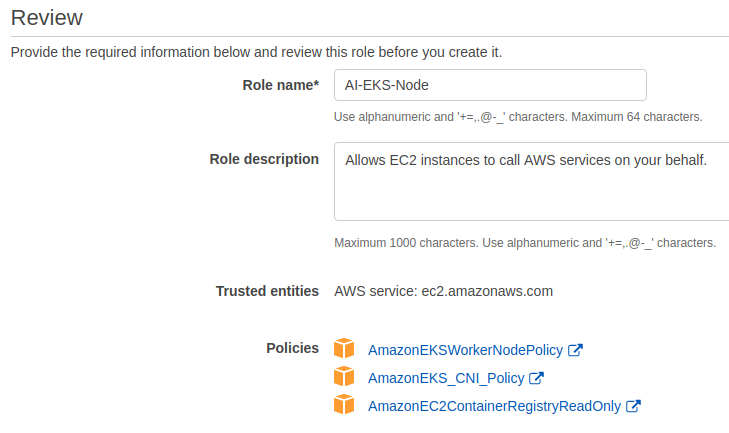 Review
Provide the required information below and review this role before you create it.
Role name* AI-EKS-Node
Use alphanumeric and '+=,.@-_' characters. Maximum 64 characters.
Role description Allows EC2 instances to call AWS services on your behalf.
Maximum 1000 characters. Use alphanumeric and '+=,.@-_' characters.
Trusted entities AWS service: ec2.amazonaws.com
Policies AmazonEKSWorkerNodePolicy
AmazonEKS_CNI_Policy
AmazonEC2ContainerRegistryReadOnly